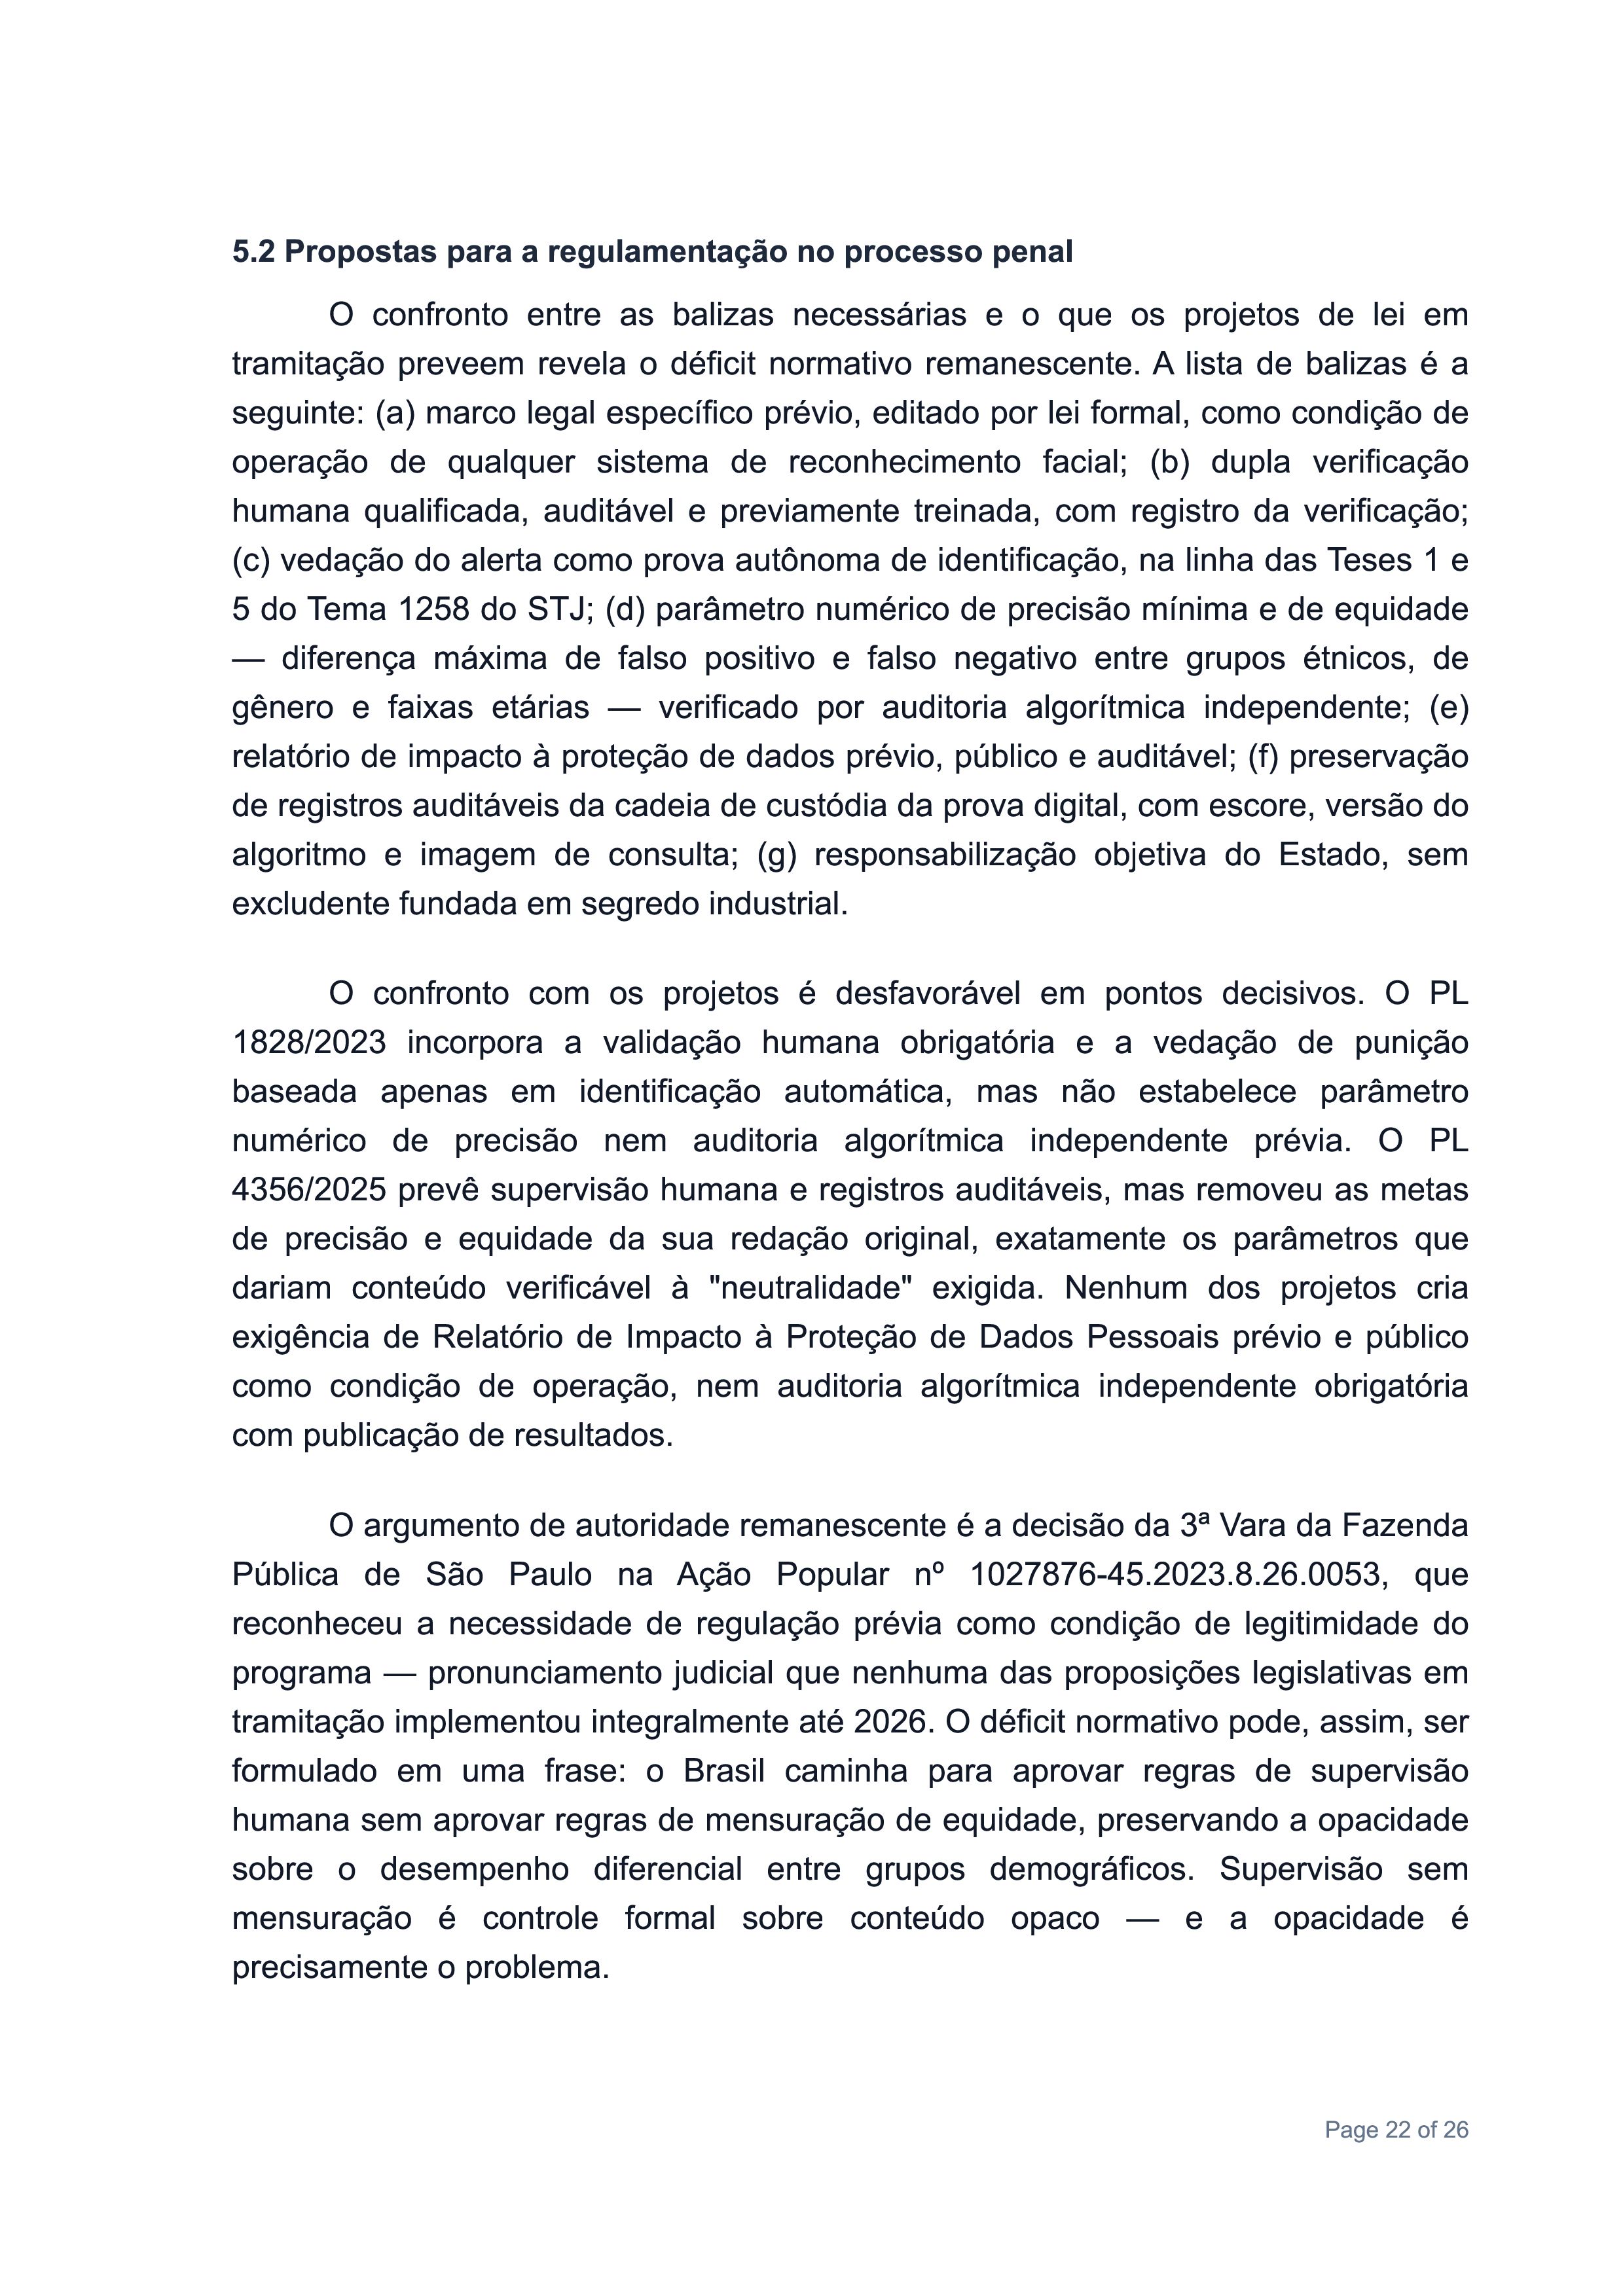 5.2 Propostas para a regulamentação no processo penal
O confronto entre as balizas necessárias e o que os projetos de lei em
tramitação preveem revela o déficit normativo remanescente. A lista de balizas é a
seguinte: (a) marco legal específico prévio, editado por lei formal, como condição de
operação de qualquer sistema de reconhecimento facial; (b) dupla verificação
humana qualificada, auditável e previamente treinada, com registro da verificação;
(c) vedação do alerta como prova autônoma de identificação, na linha das Teses 1 e
5 do Tema 1258 do STJ; (d) parâmetro numérico de precisão mínima e de equidade
— diferença máxima de falso positivo e falso negativo entre grupos étnicos, de
gênero e faixas etárias — verificado por auditoria algorítmica independente; (e)
relatório de impacto à proteção de dados prévio, público e auditável; (f) preservação
de registros auditáveis da cadeia de custódia da prova digital, com escore, versão do
algoritmo e imagem de consulta; (g) responsabilização objetiva do Estado, sem
excludente fundada em segredo industrial.
O confronto com os projetos é desfavorável em pontos decisivos. O PL
1828/2023 incorpora a validação humana obrigatória e a vedação de punição
baseada apenas em identificação automática, mas não estabelece parâmetro
numérico de precisão nem auditoria algorítmica independente prévia. O PL
4356/2025 prevê supervisão humana e registros auditáveis, mas removeu as metas
de precisão e equidade da sua redação original, exatamente os parâmetros que
dariam conteúdo verificável à "neutralidade" exigida. Nenhum dos projetos cria
exigência de Relatório de Impacto à Proteção de Dados Pessoais prévio e público
como condição de operação, nem auditoria algorítmica independente obrigatória
com publicação de resultados.
O argumento de autoridade remanescente é a decisão da 3ª Vara da Fazenda
Pública de São Paulo na Ação Popular nº 1027876-45.2023.8.26.0053, que
reconheceu a necessidade de regulação prévia como condição de legitimidade do
programa — pronunciamento judicial que nenhuma das proposições legislativas em
tramitação implementou integralmente até 2026. O déficit normativo pode, assim, ser
formulado em uma frase: o Brasil caminha para aprovar regras de supervisão
humana sem aprovar regras de mensuração de equidade, preservando a opacidade
sobre o desempenho diferencial entre grupos demográficos. Supervisão sem
mensuração é controle formal sobre conteúdo opaco — e a opacidade é
precisamente o problema.
Page 22 of 26